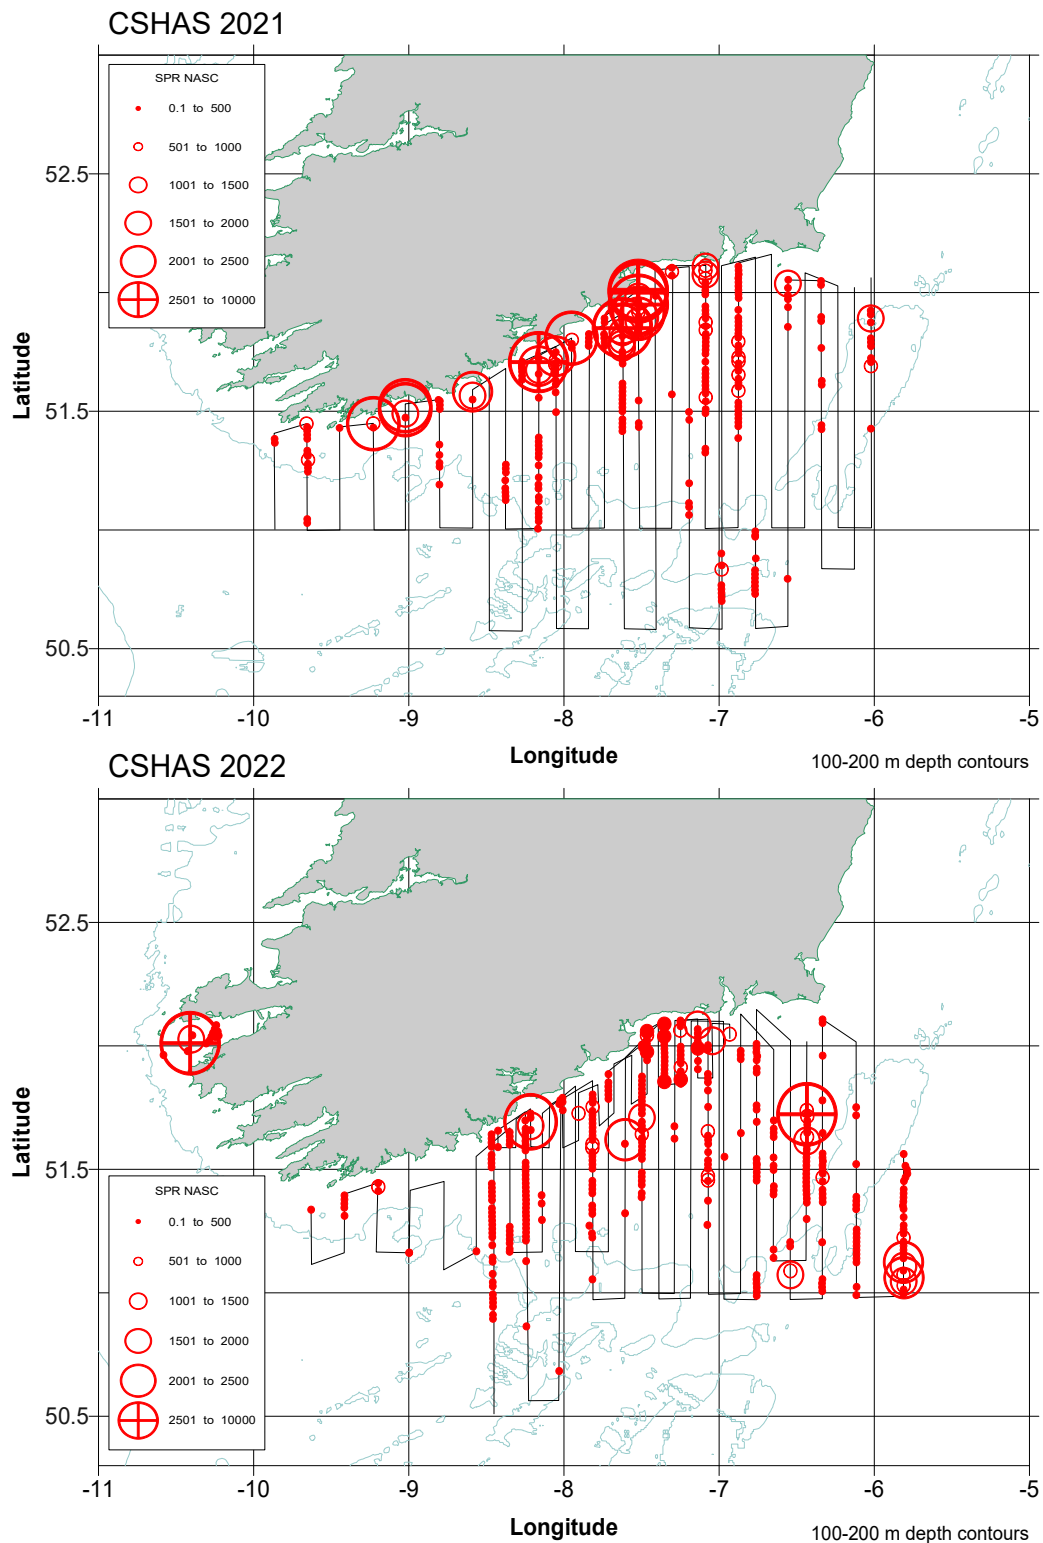 CSHAS 2021
SPR NASC
0.1 to 500
501 to 1000
1001 to 1500
1501 to 2000
2001 to 2500
2501 to 10000
52.5
51.5
50.5
Latitude
-11
-10
-9
-8
-7
-6
-5
Longitude
100-200 m depth contours
CSHAS 2022
52.5
51.5
50.5
Latitude
SPR NASC
0.1 to 500
501 to 1000
1001 to 1500
1501 to 2000
2001 to 2500
2501 to 10000
-11
-10
-9
-8
-7
-6
-5
Longitude
100-200 m depth contours